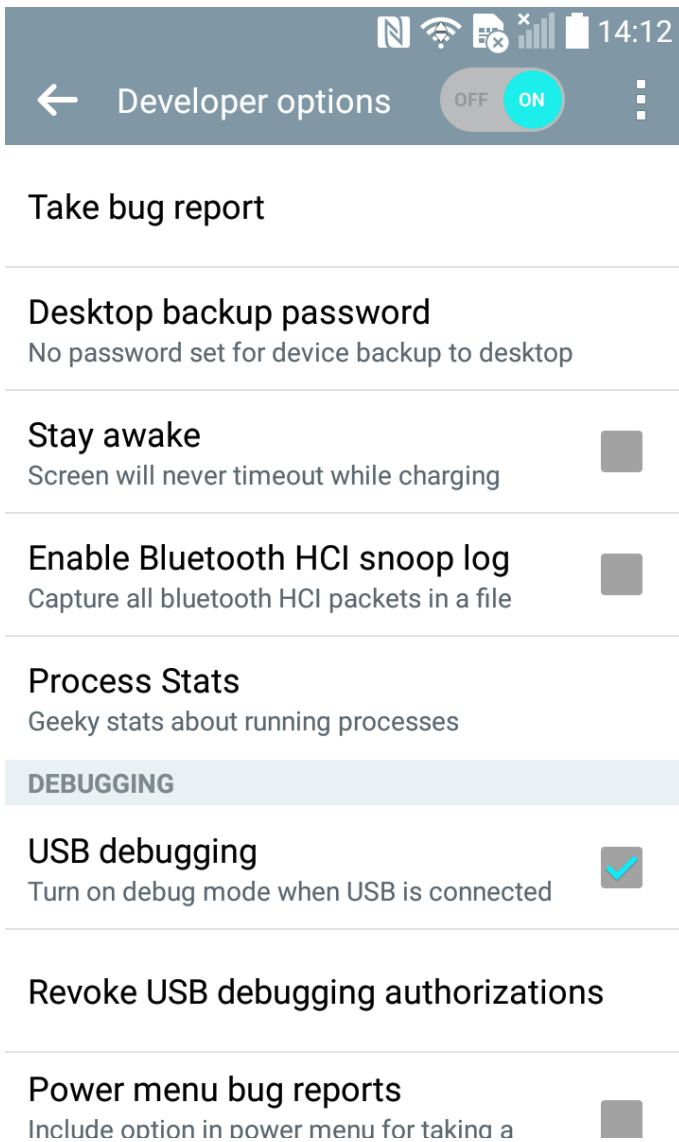 14:12
Developer options OFF ON
Take bug report
Desktop backup password
No password set for device backup to desktop
Stay awake
Screen will never timeout while charging
Enable Bluetooth HCI snoop log
Capture all bluetooth HCI packets in a file
Process Stats
Geeky stats about running processes
DEBUGGING
USB debugging
Turn on debug mode when USB is connected
Revoke USB debugging authorizations
Power menu bug reports
Include option in power menu for taking a